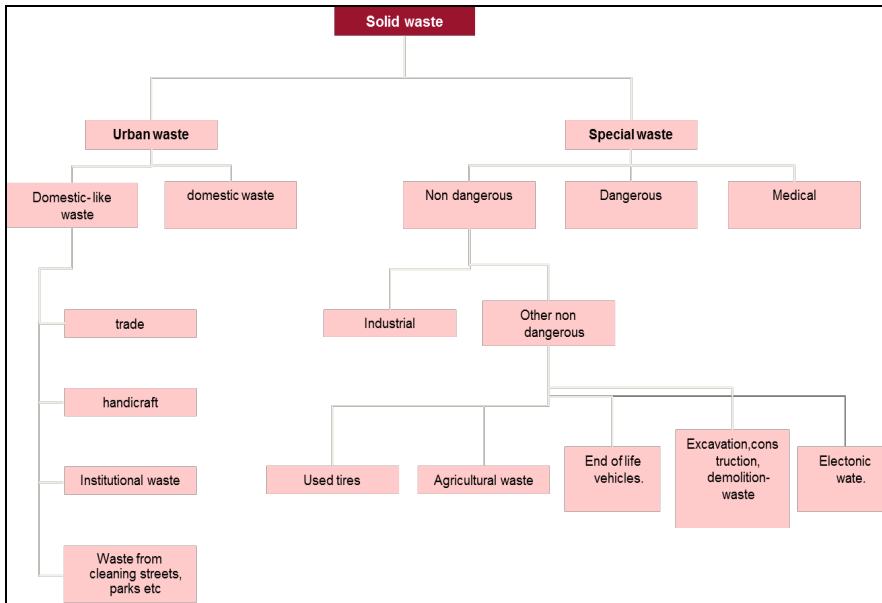 Solid waste
Urban waste
Special waste
Domestic- like
waste
domestic waste
Non dangerous
Dangerous
Medical
trade
Industrial
Other non
dangerous
handicraft
Institutional waste
Used tires
Agricultural waste
End of life
vehicles.
Excavation,cons
truction,
demolition-
waste
Electonic
wate.
Waste from
cleaning streets,
parks etc